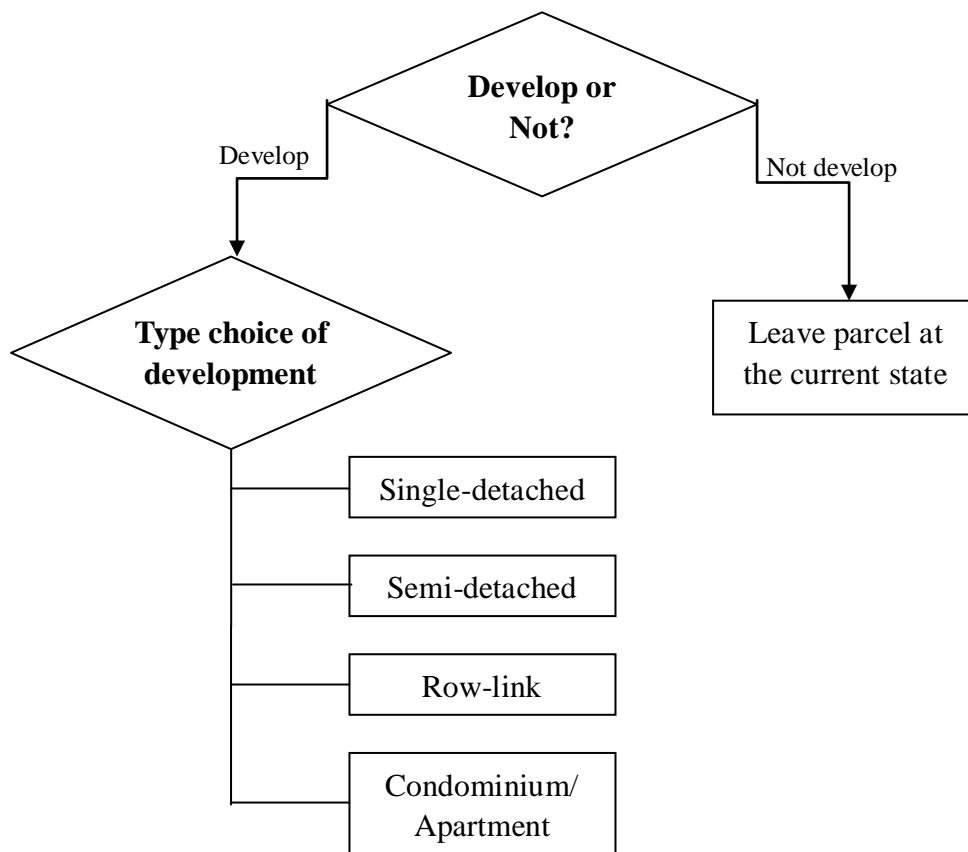 Develop or
Not?
Develop
Not develop
Type choice of
development
Leave parcel at
the current state
Single-detached
Semi-detached
Row-link
Condominium/
Apartment